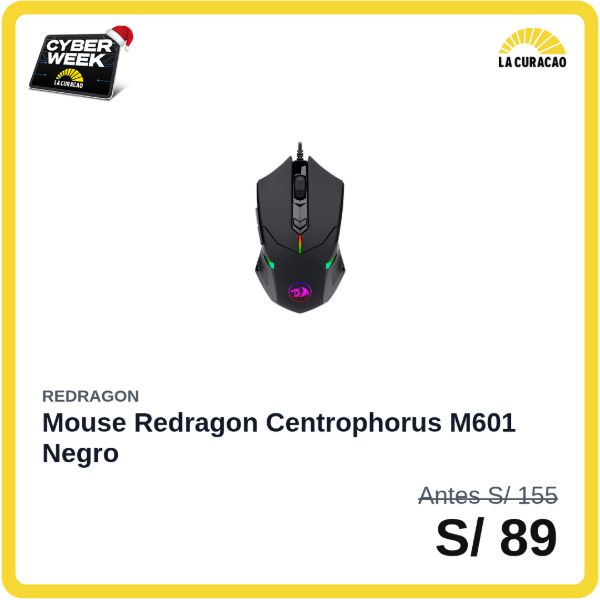 CYBER
WEEK
LA CURACAO
LA CURACAO
REDRAGON
Mouse Redragon Centrophorus M601
Negro
Antes S/ 155
S/ 89